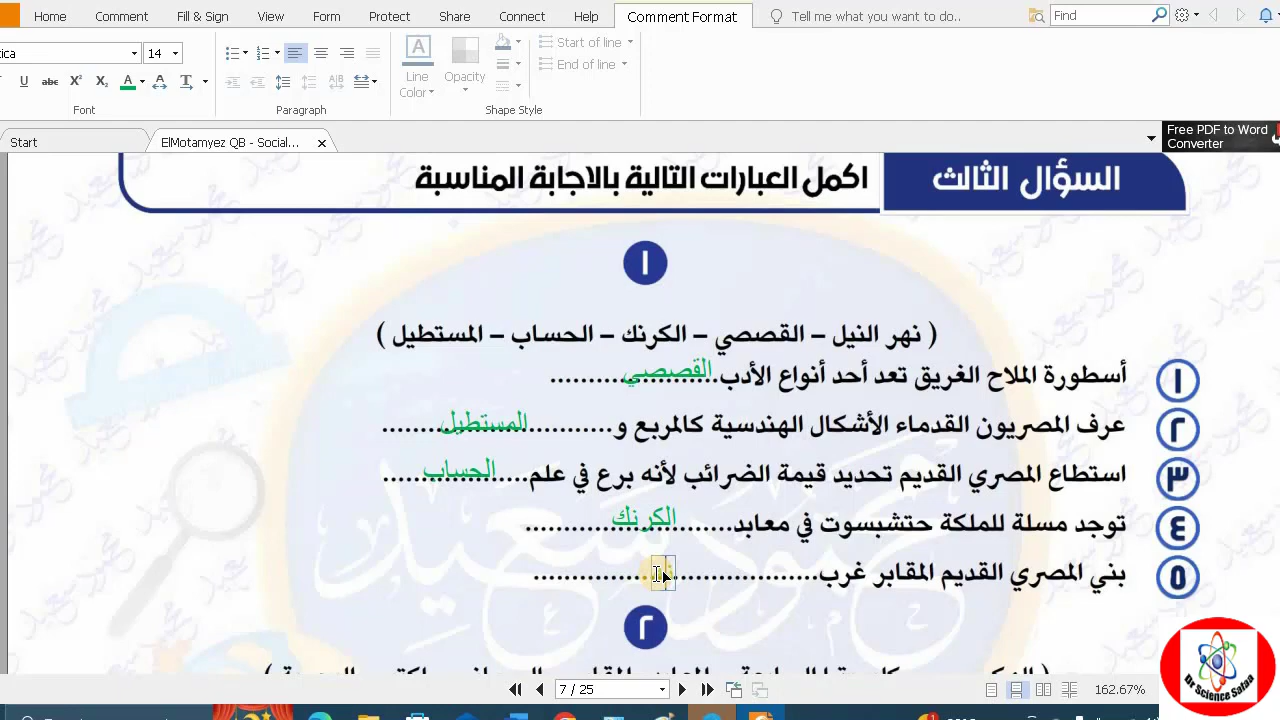 Home Comment Fill & Sign View Form Protect Share Connect Help Comment Format Tell me what you want to do.. Find
14 Line Color Opacity Start of line End of line
U abc X² X₂ A A T
Font Paragraph Shape Style
Start ElMotamyez QB - Social... Free PDF to Word Converter
السؤال الثالث اكمل العبارات التالية بالاجابة المناسبة
١
( نهر النيل – القصصي – الكرنك – الحساب – المستطيل )
١ أسطورة الملاح الغريق تعد أحد أنواع الأدب...القصصي...
٢ عرف المصريون القدماء الأشكال الهندسية كالمربع و...المستطيل...
٣ استطاع المصري القديم تحديد قيمة الضرائب لأنه برع في علم...الحساب...
٤ توجد مسلة للملكة حتشبسوت في معابد...الكرنك...
٥ بني المصري القديم المقابر غرب......
٢
7 / 25 162.67%
Dr Science Safaa